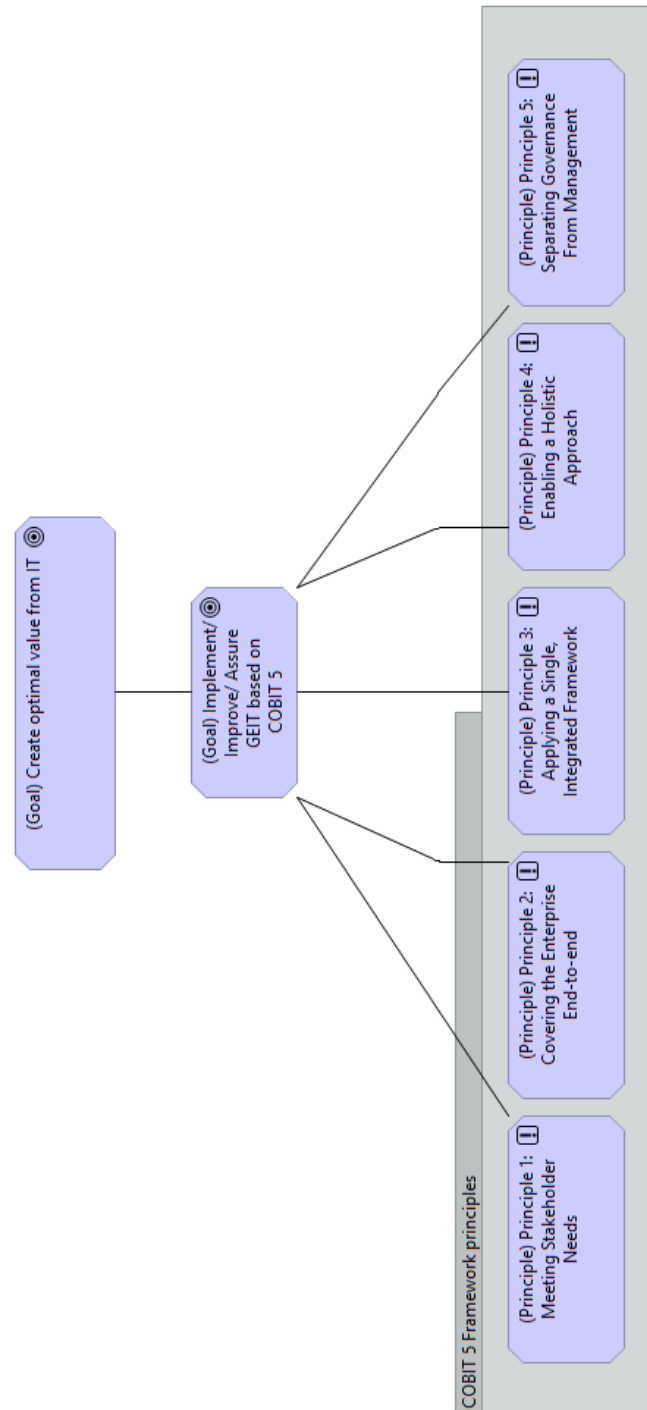 (Goal) Create optimal value from IT
(Goal) Implement/
Improve/ Assure
GEIT based on
COBIT 5
COBIT 5 Framework principles
(Principle) Principle 1:
Meeting Stakeholder
Needs
(Principle) Principle 2:
Covering the Enterprise
End-to-end
(Principle) Principle 3:
Applying a Single,
Integrated Framework
(Principle) Principle 4:
Enabling a Holistic
Approach
(Principle) Principle 5:
Separating Governance
From Management